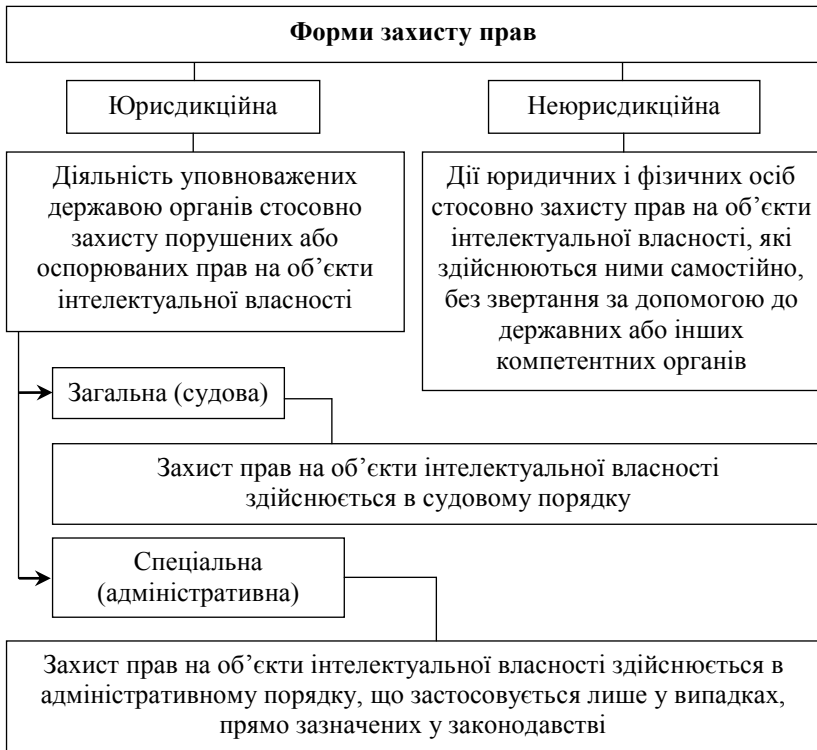 Форми захисту прав
Юрисдикційна
Неюрисдикційна
Діяльність уповноважених
державою органів стосовно
захисту порушених або
оспорюваних прав на об’єкти
інтелектуальної власності
Дії юридичних і фізичних осіб
стосовно захисту прав на об’єкти
інтелектуальної власності, які
здійснюються ними самостійно,
без звертання за допомогою до
державних або інших
компетентних органів
Загальна (судова)
Захист прав на об’єкти інтелектуальної власності
здійснюється в судовому порядку
Спеціальна
(адміністративна)
Захист прав на об’єкти інтелектуальної власності здійснюється в
адміністративному порядку, що застосовується лише у випадках,
прямо зазначених у законодавстві